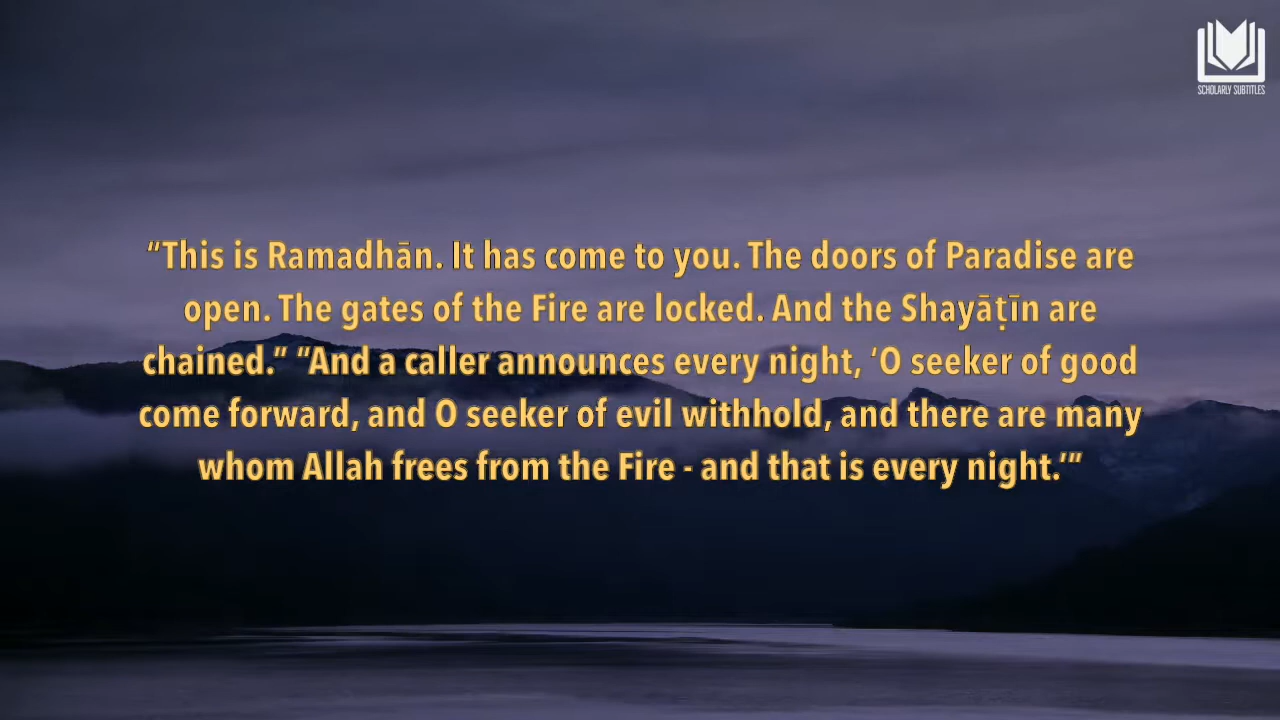 SCHOLARLY SUBTITLES
“This is Ramadhān. It has come to you. The doors of Paradise are
open. The gates of the Fire are locked. And the Shayāṭīn are
chained.” “And a caller announces every night, ‘O seeker of good
come forward, and O seeker of evil withhold, and there are many
whom Allah frees from the Fire - and that is every night.’”